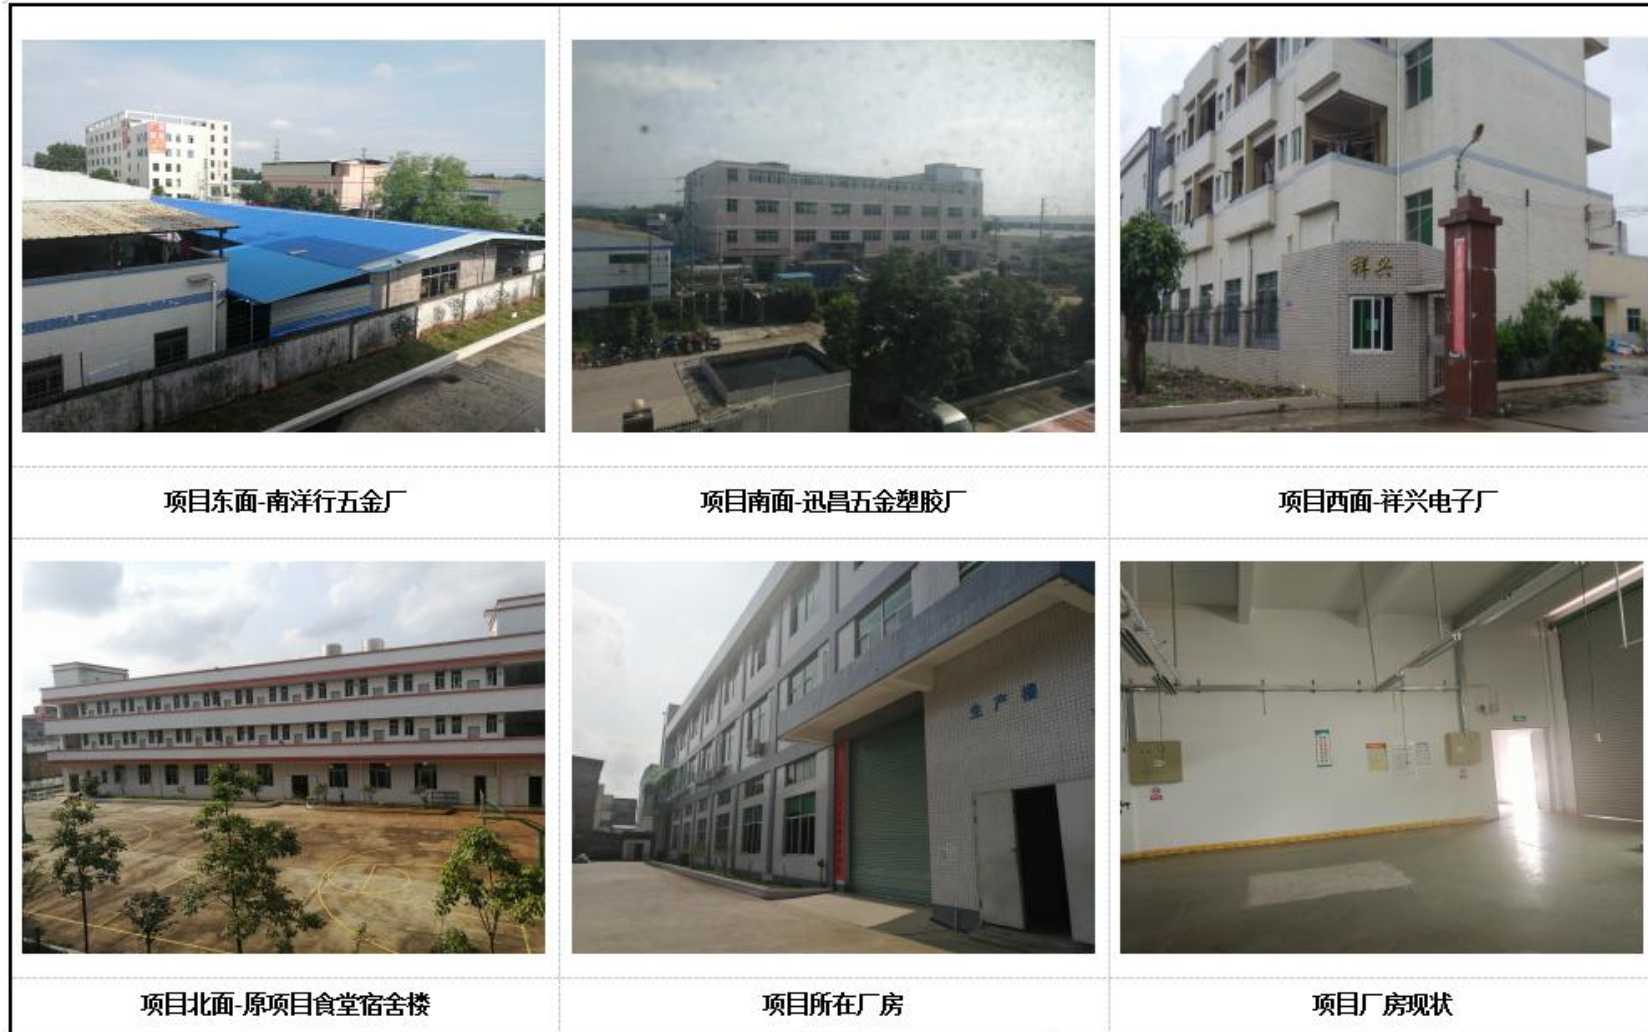 项目东面-南洋行五金厂
项目南面-迅昌五金塑胶厂
祥兴
项目西面-祥兴电子厂
项目北面-原项目食堂宿舍楼
生产楼
项目所在厂房
项目厂房现状